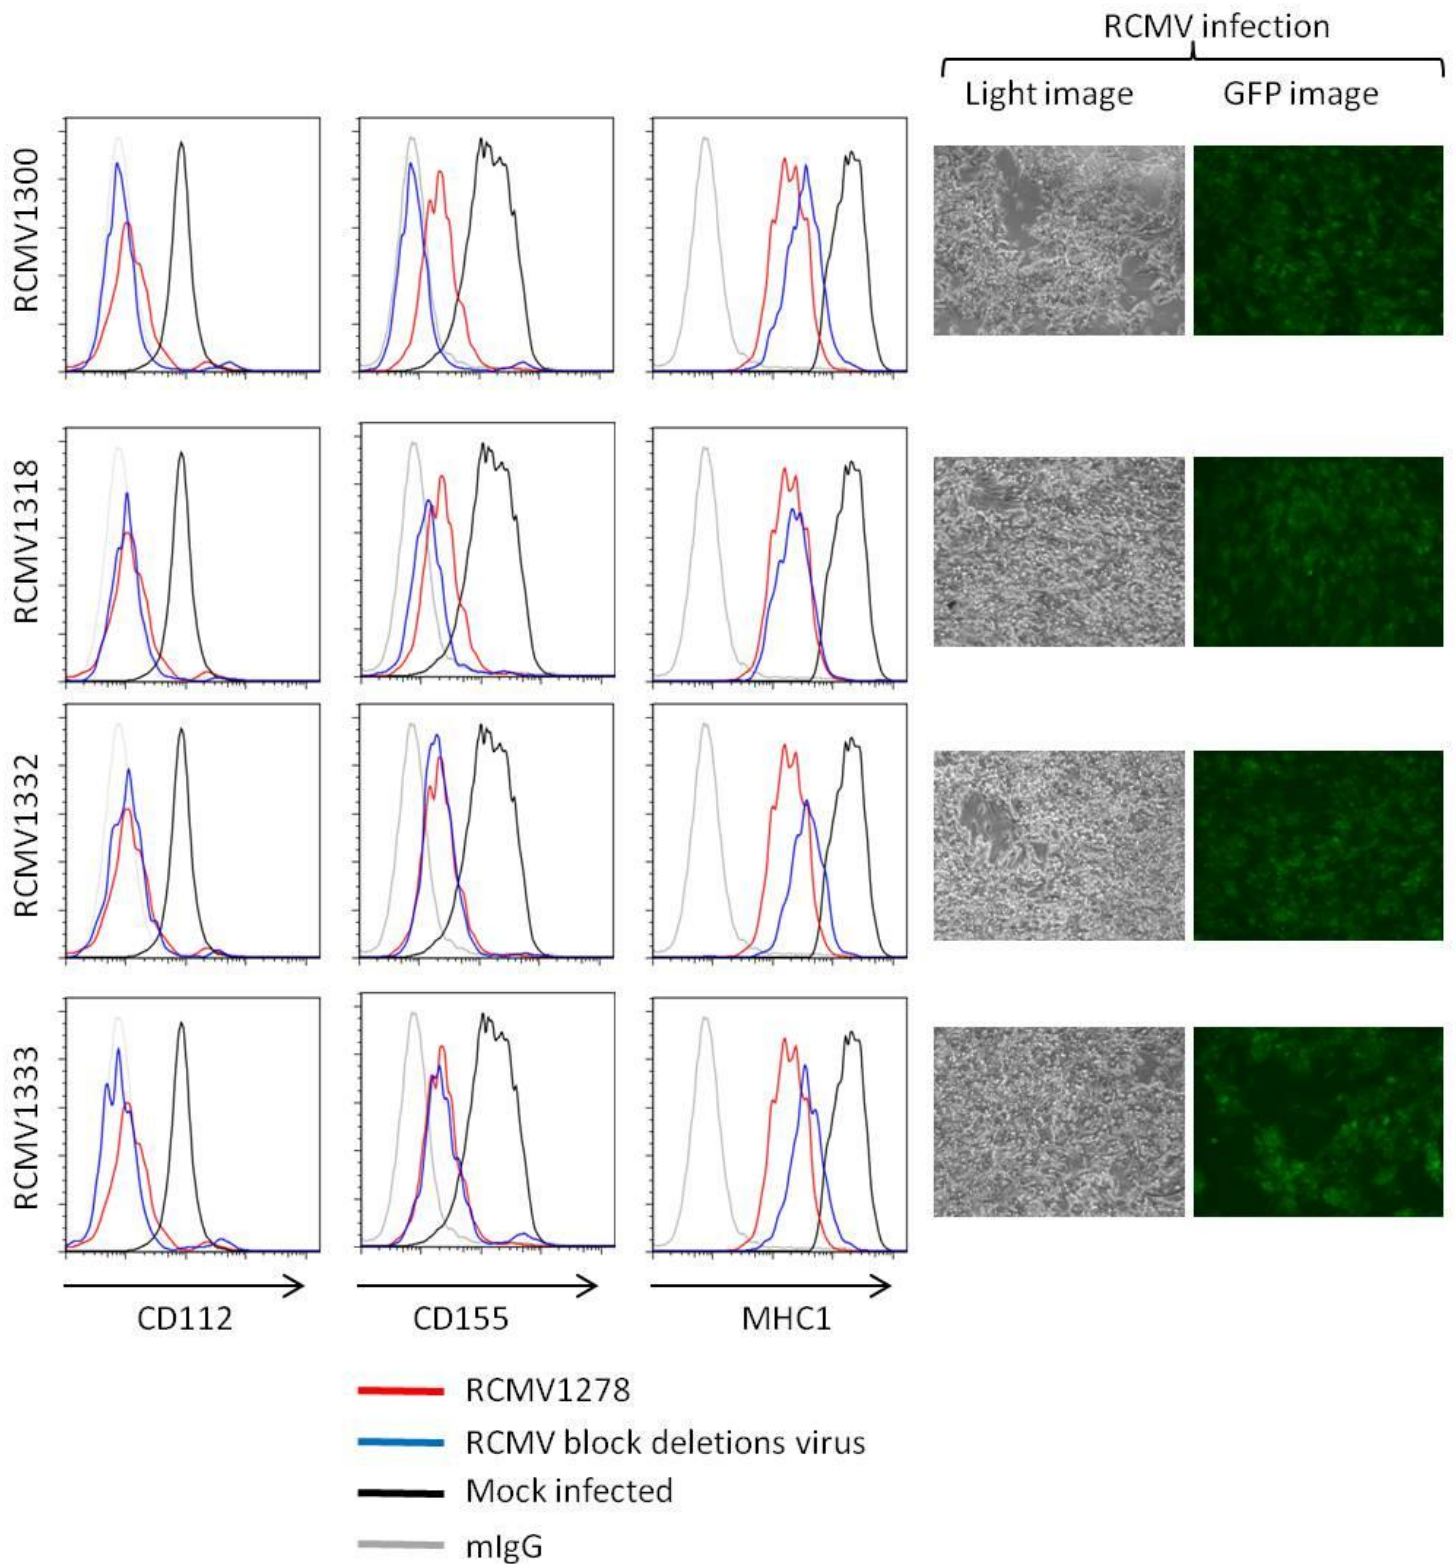 RCMV infection
Light image
GFP image
RCMV1300
RCMV1318
RCMV1332
RCMV1333
CD112
CD155
MHC1
RCMV1278
RCMV block deletions virus
Mock infected
mIgG